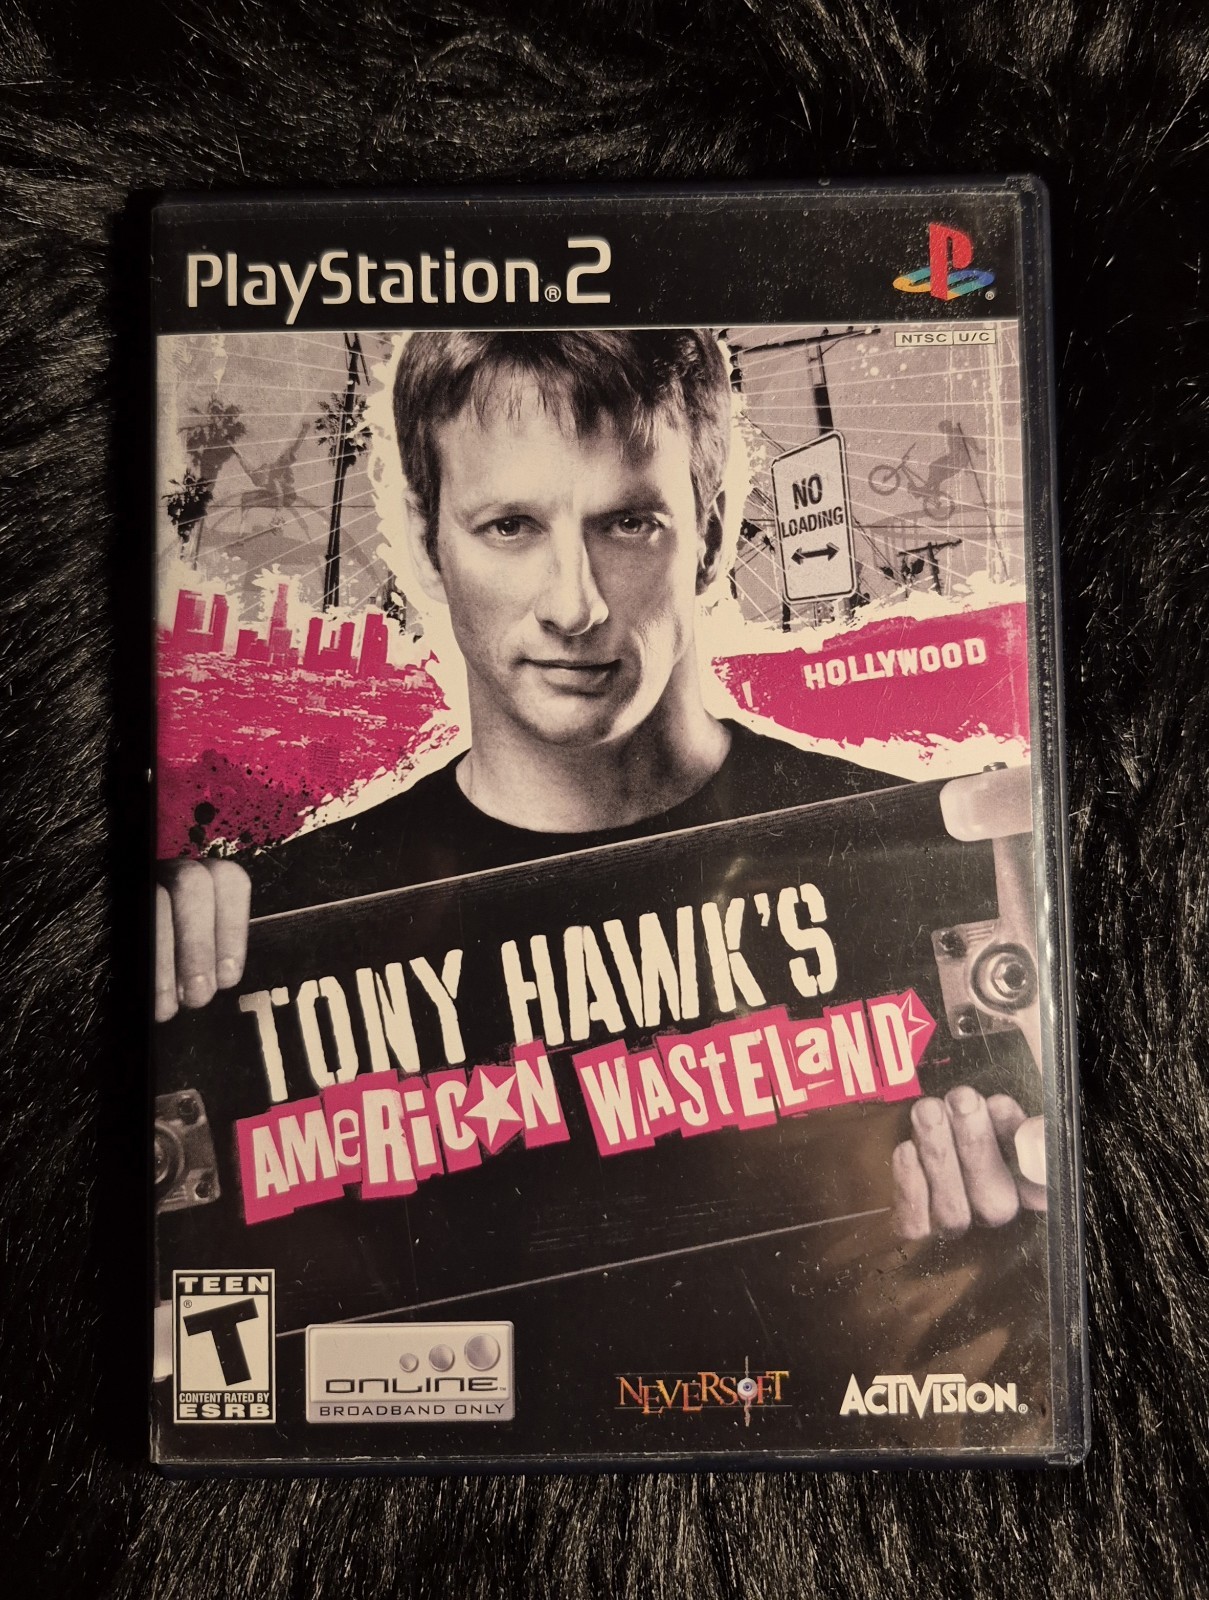 PlayStation®2
NTSC U/C
NO
LOADING
HOLLYWOOD
TONY HAWK'S
AMeRiCAN WAStELaND
TEEN
®
T
CONTENT RATED BY
ESRB
ONLINE™
BROADBAND ONLY
NEVERSOFT
ACTIVISION®